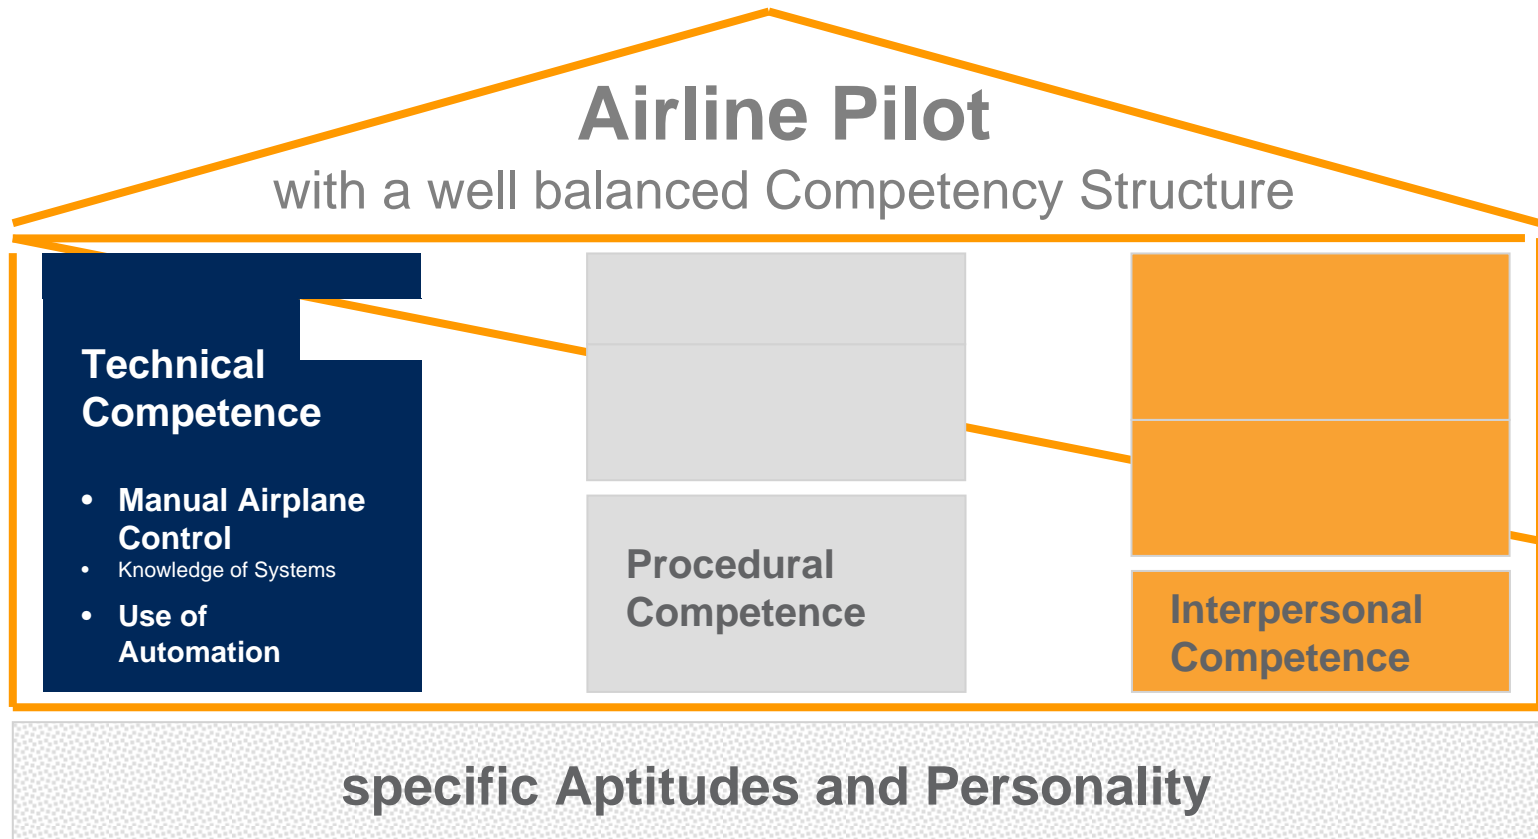 Airline Pilot
with a well balanced Competency Structure
Technical
Competence
• Manual Airplane
Control
• Knowledge of Systems
• Use of
Automation
Procedural
Competence
Interpersonal
Competence
specific Aptitudes and Personality